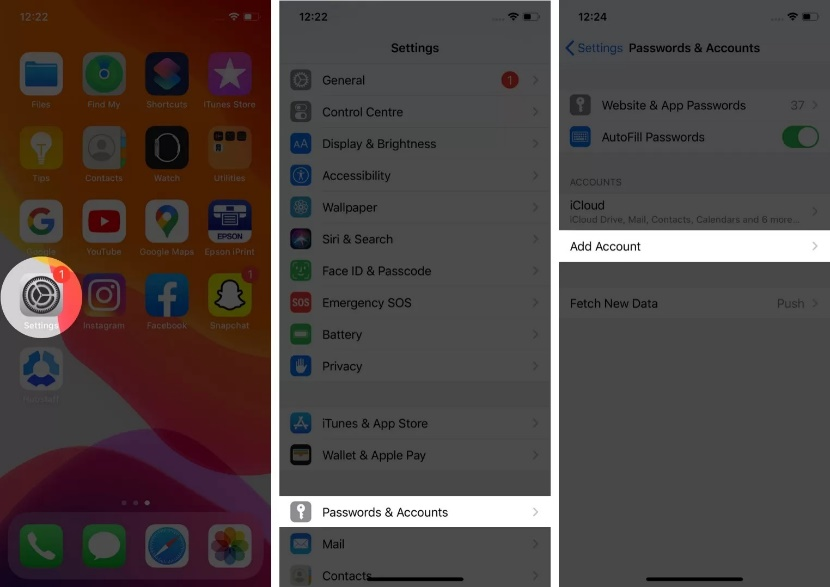 12:22
Files
Find My
Shortcuts
iTunes Store
Tips
Contacts
Watch
Utilities
Google
YouTube
Google Maps
EPSON
Epson iPrint
1
Settings
Instagram
Facebook
1
Snapchat
12:22
Settings
General
1
Control Centre
AA
Display & Brightness
Accessibility
Wallpaper
Siri & Search
Face ID & Passcode
SOS
Emergency SOS
Battery
Privacy
iTunes & App Store
Wallet & Apple Pay
Passwords & Accounts
Mail
Contacts
12:24
Settings
Passwords & Accounts
Website & App Passwords
37
AutoFill Passwords
ACCOUNTS
iCloud
iCloud Drive, Mail, Contacts, Calendars and 6 more...
Add Account
Fetch New Data
Push